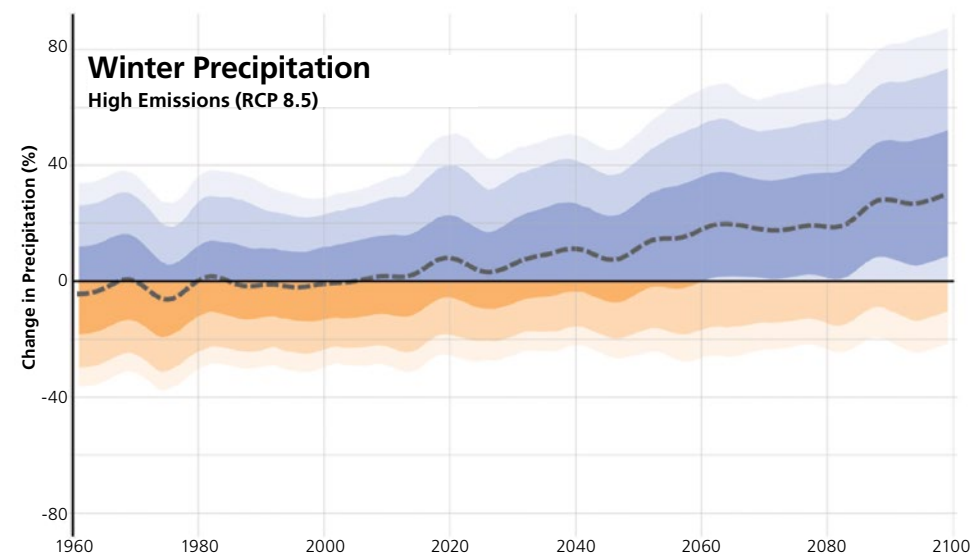 Winter Precipitation
High Emissions (RCP 8.5)
Change in Precipitation (%)
80
40
0
-40
-80
1960 1980 2000 2020 2040 2060 2080 2100